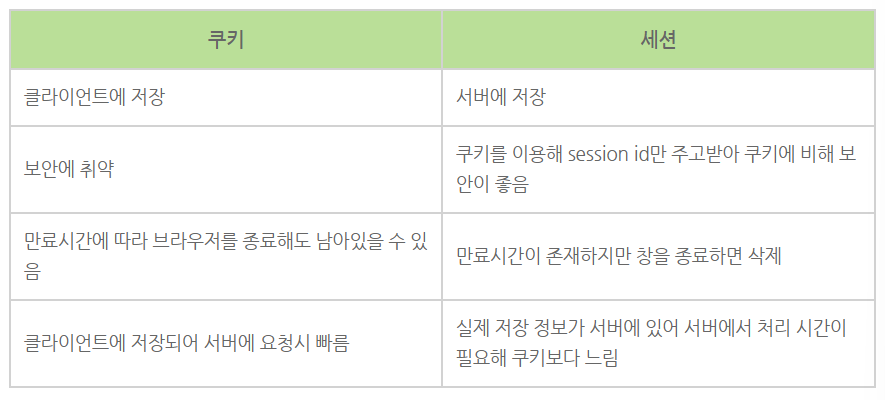 쿠키
세션
클라이언트에 저장
서버에 저장
보안에 취약
쿠키를 이용해 session id만 주고받아 쿠키에 비해 보
안이 좋음
만료시간에 따라 브라우저를 종료해도 남아있을 수 있
음
만료시간이 존재하지만 창을 종료하면 삭제
클라이언트에 저장되어 서버에 요청시 빠름
실제 저장 정보가 서버에 있어 서버에서 처리 시간이
필요해 쿠키보다 느림